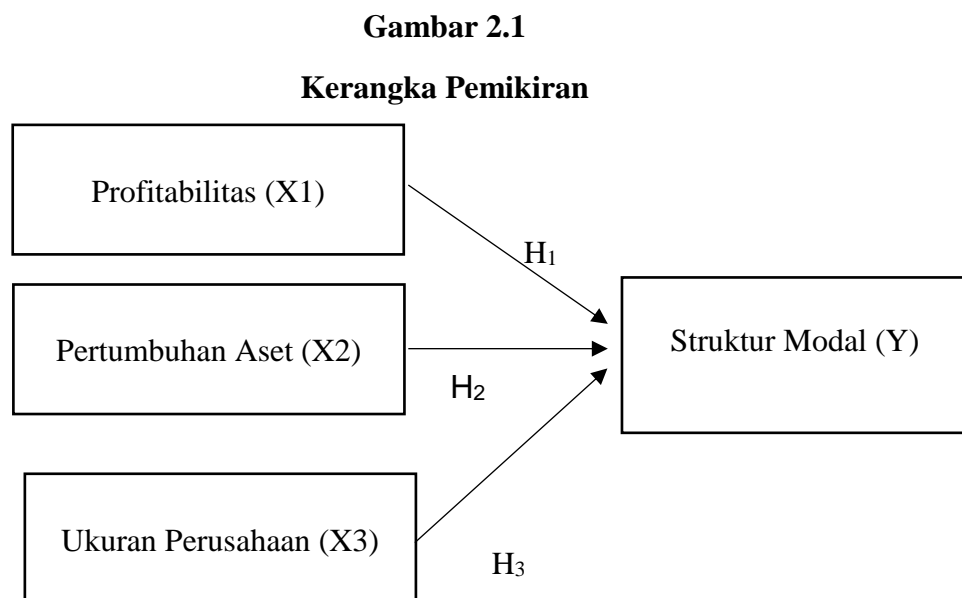 Gambar 2.1
Kerangka Pemikiran
Profitabilitas (X1)
H₁
Pertumbuhan Aset (X2)
Struktur Modal (Y)
H₂
Ukuran Perusahaan (X3)
H₃